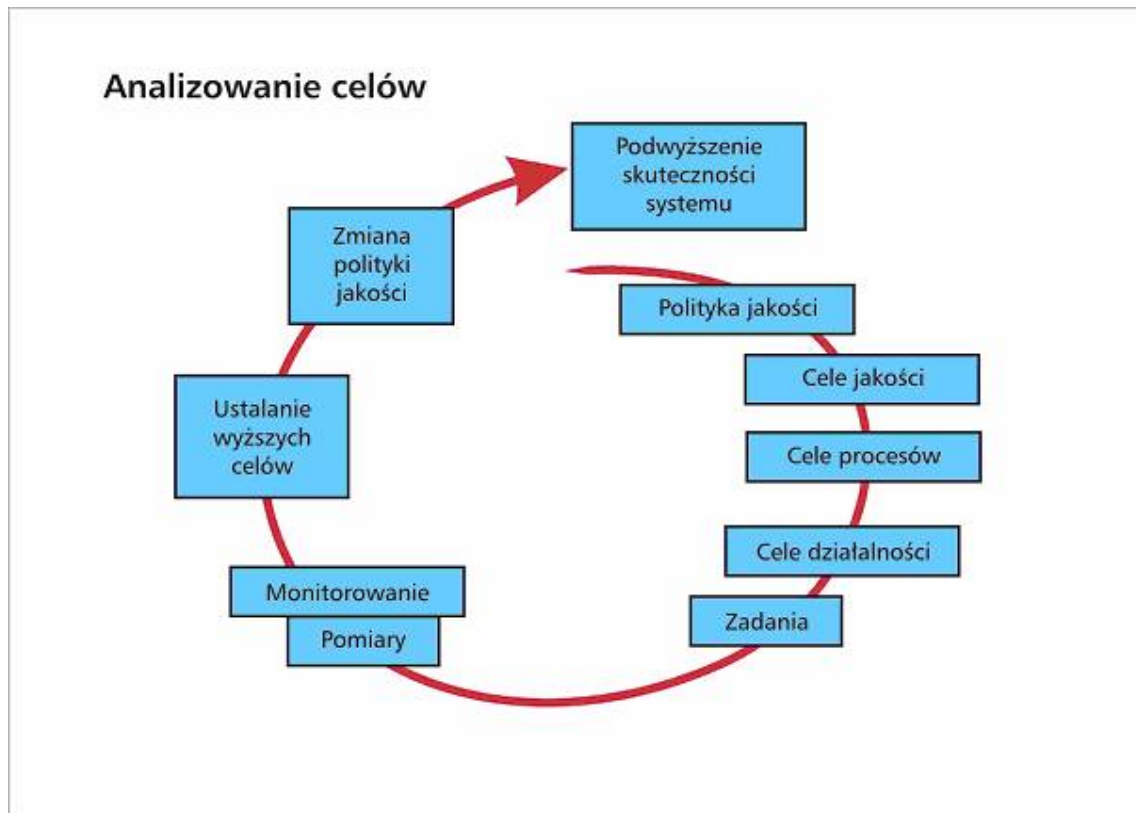 Analizowanie celów
Podwyższenie
skuteczności
systemu
Zmiana
polityki
jakości
Polityka jakości
Cele jakości
Ustalanie
wyższych
celów
Cele procesów
Cele działalności
Monitorowanie
Zadania
Pomiary